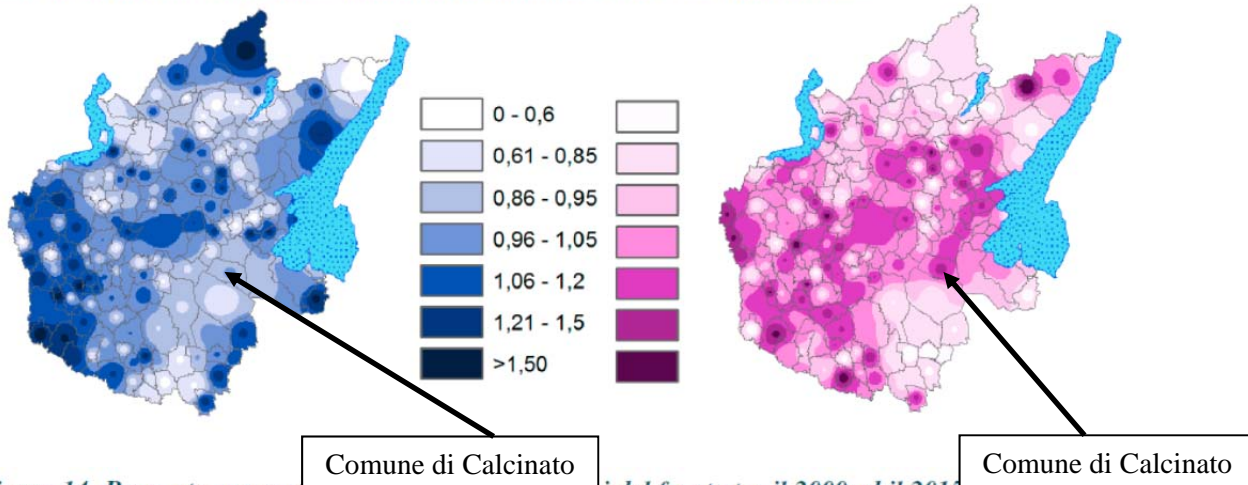 0 - 0,6
0,61 - 0,85
0,86 - 0,95
0,96 - 1,05
1,06 - 1,2
1,21 - 1,5
>1,50
Comune di Calcinato
Comune di Calcinato
14: